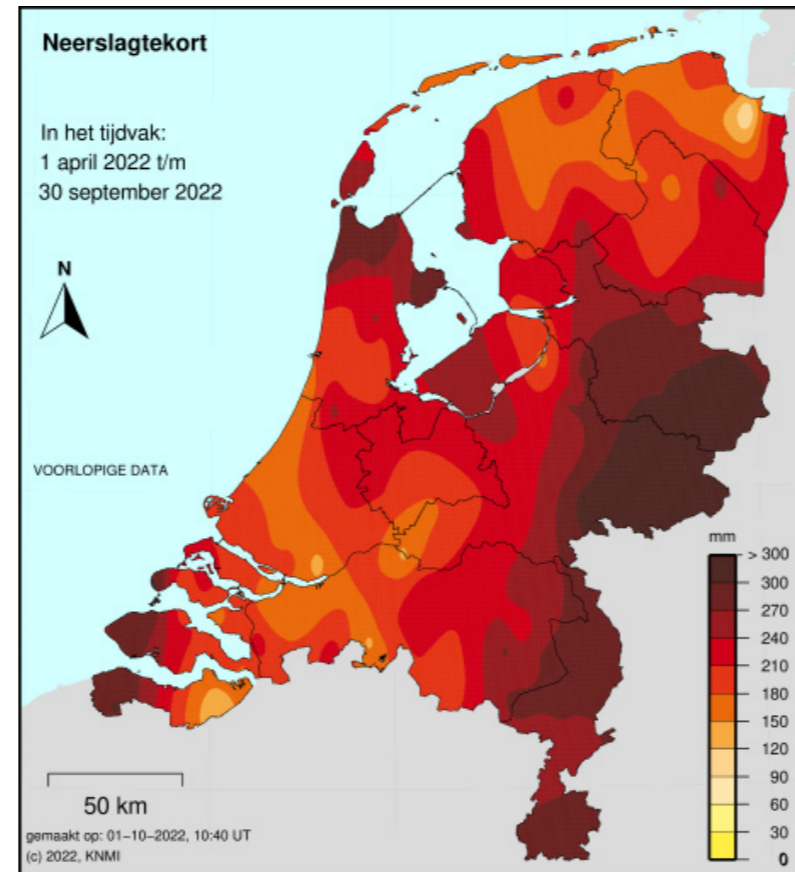 Neerslagtekort
In het tijdvak:
1 april 2022 t/m
30 september 2022
N
VOORLOPIGE DATA
mm
> 300
300
270
240
210
180
150
120
90
60
30
0
50 km
gemaakt op: 01-10-2022, 10:40 UT
(c) 2022, KNMI